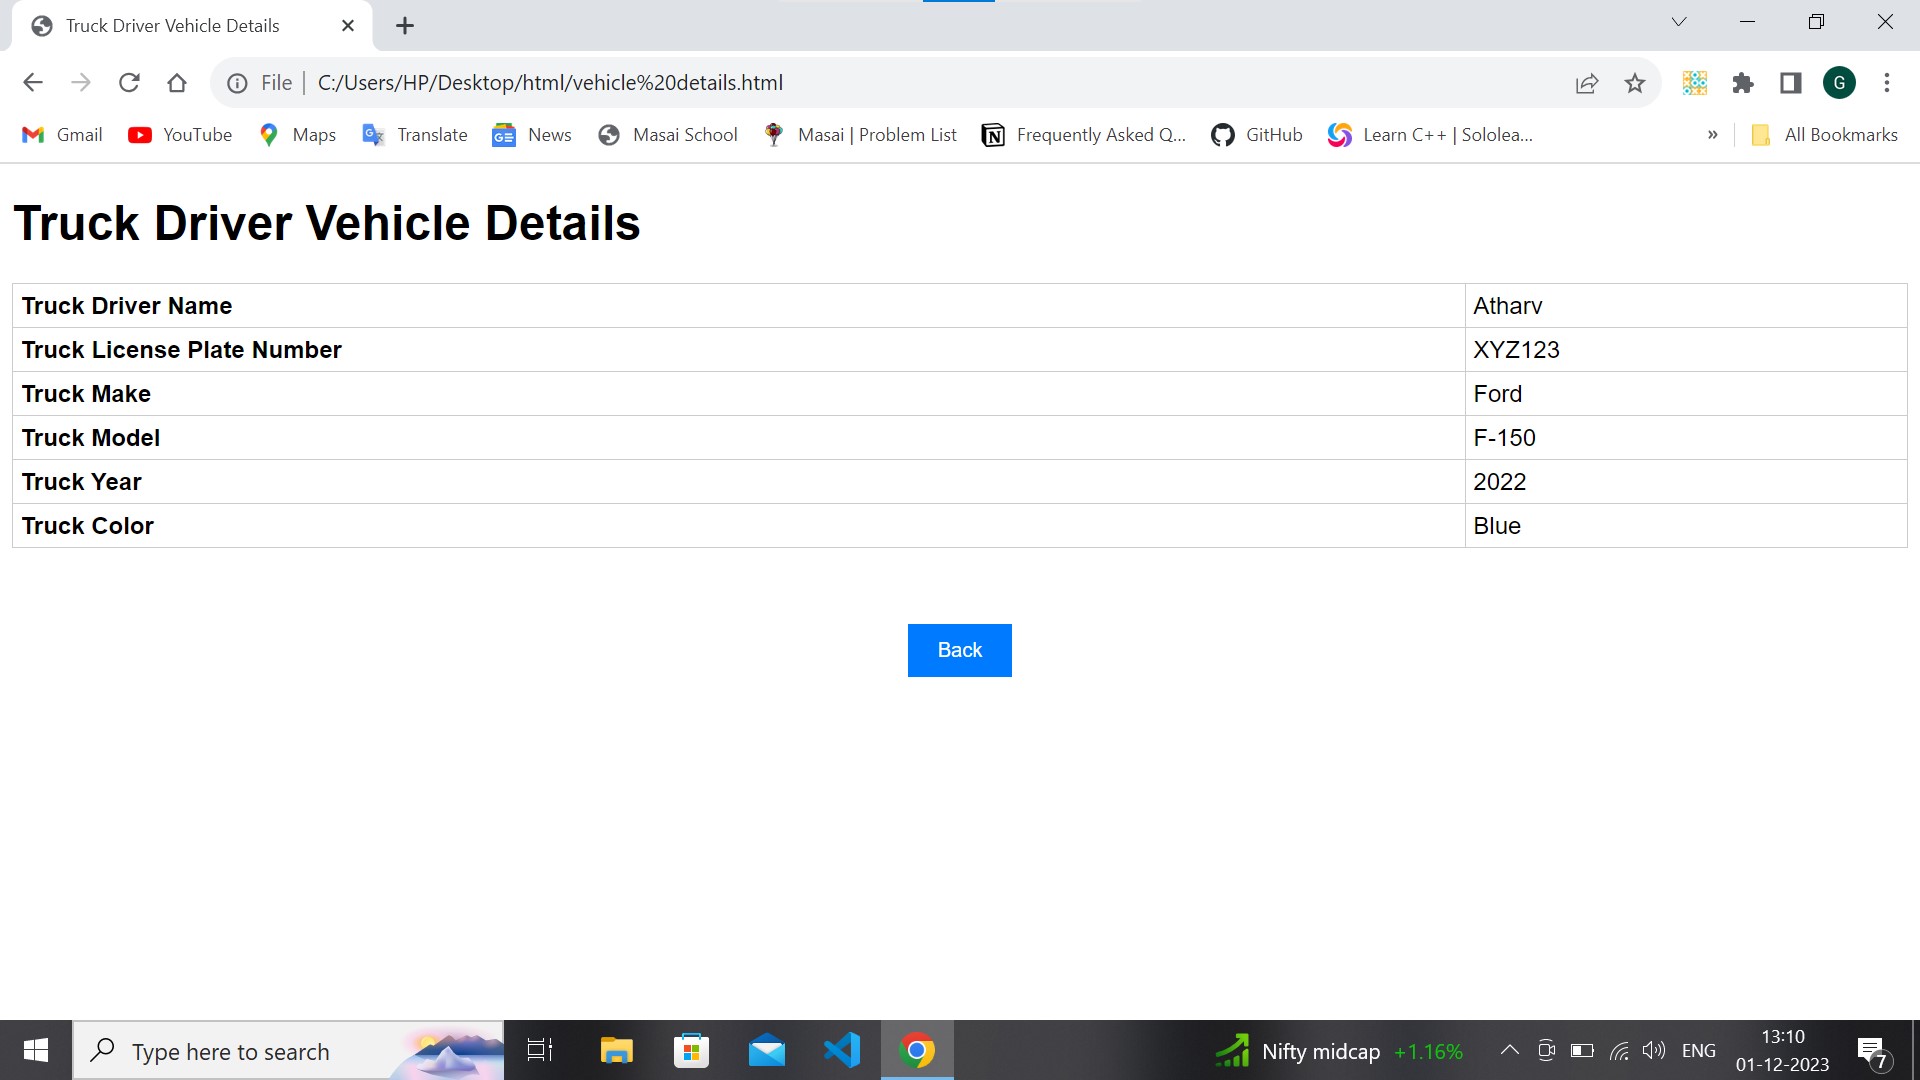 Truck Driver Vehicle Details
File C:/Users/HP/Desktop/html/vehicle%20details.html
G
Gmail YouTube Maps Translate News Masai School Masai | Problem List Frequently Asked Q... GitHub Learn C++ | Sololea... » All Bookmarks
Truck Driver Vehicle Details
Truck Driver Name Atharv
Truck License Plate Number XYZ123
Truck Make Ford
Truck Model F-150
Truck Year 2022
Truck Color Blue
Back
Type here to search
Nifty midcap +1.16%
ENG
13:10
01-12-2023
7